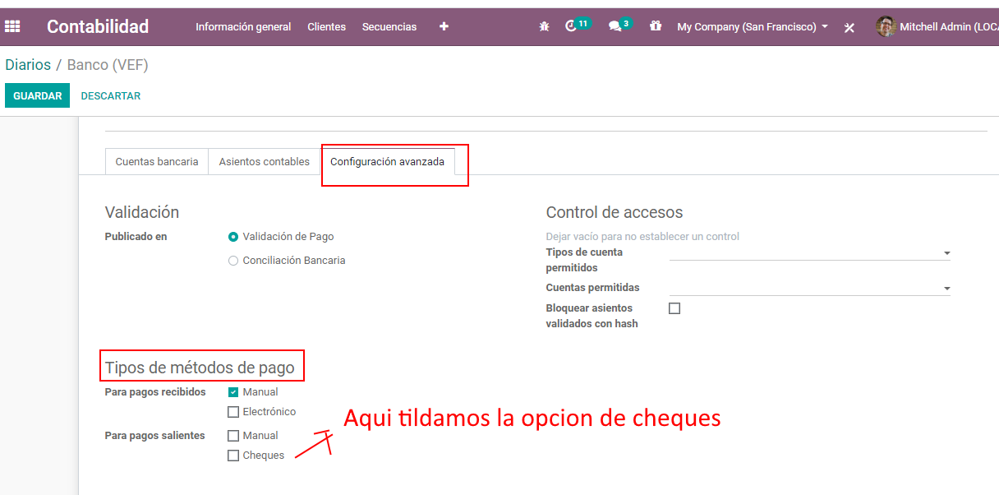 Contabilidad Información general Clientes Secuencias + 11 3 My Company (San Francisco) Mitchell Admin (LOCA
Diarios / Banco (VEF)
GUARDAR DESCARTAR
Cuentas bancaria Asientos contables Configuración avanzada
Validación Control de accesos
Publicado en Validación de Pago Dejar vacío para no establecer un control
Conciliación Bancaria Tipos de cuenta
permitidos
Cuentas permitidas
Bloquear asientos
validados con hash
Tipos de métodos de pago
Para pagos recibidos Manual
Electrónico
Aqui tildamos la opcion de cheques
Para pagos salientes Manual
Cheques